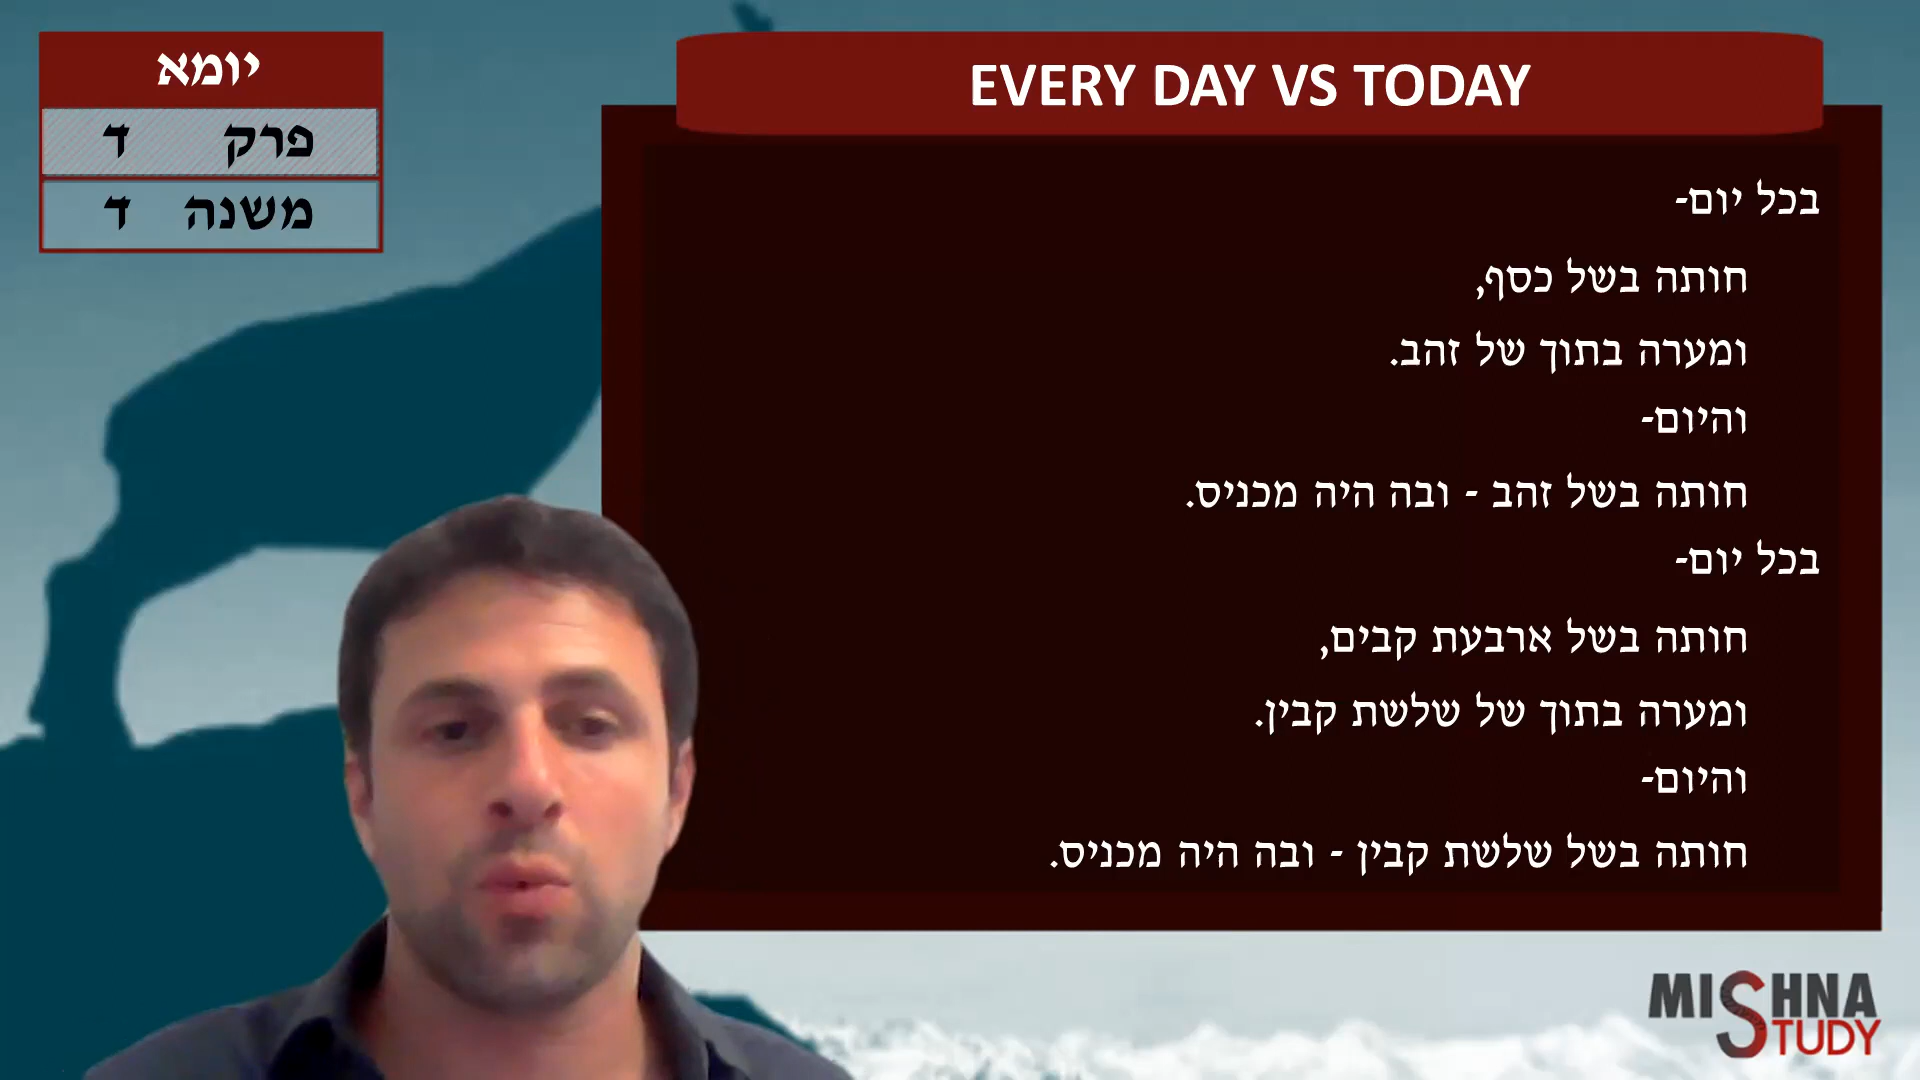 יומא
פרק ד
משנה ד
EVERY DAY VS TODAY
בכל יום-
חותה בשל כסף,
ומערה בתוך של זהב.
והיום-
חותה בשל זהב - ובה היה מכניס.
בכל יום-
חותה בשל ארבעת קבים,
ומערה בתוך של שלשת קבין.
והיום-
חותה בשל שלשת קבין - ובה היה מכניס.
MISHNA
STUDY